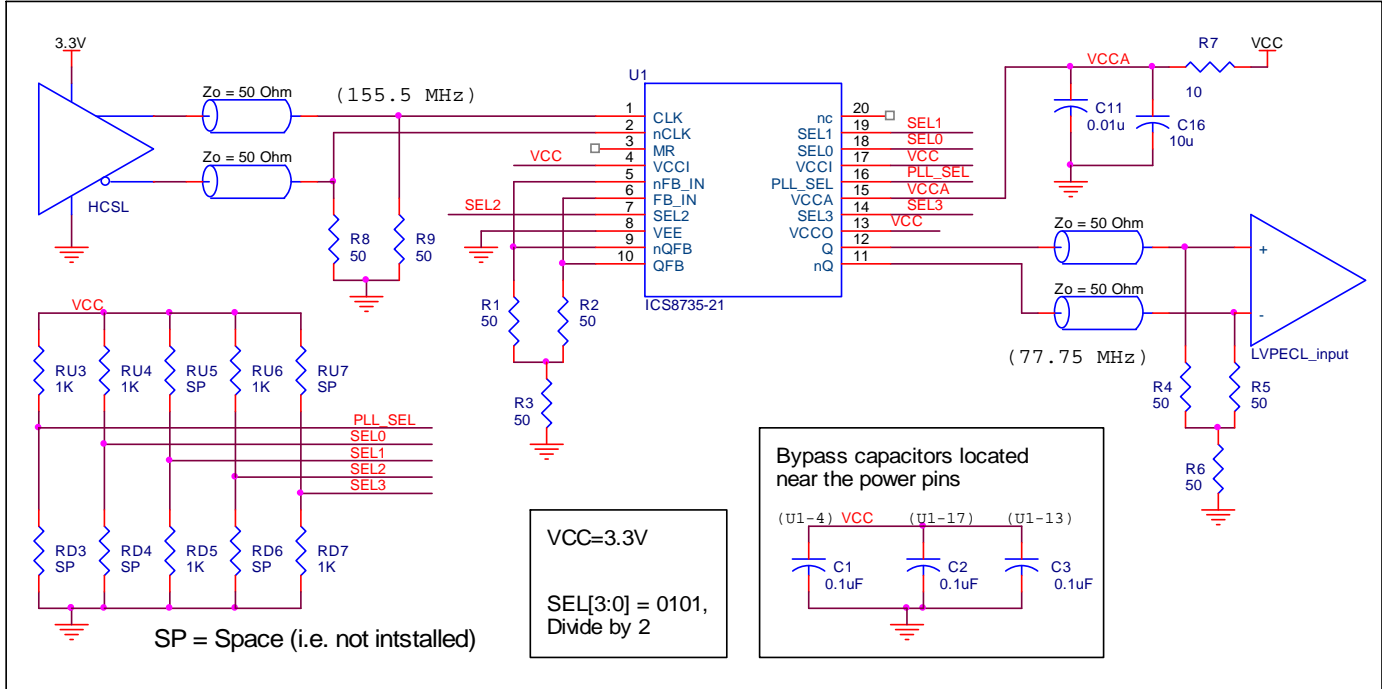 3.3V
HCSL
Zo = 50 Ohm
(155.5 MHz)
Zo = 50 Ohm
R8
50
R9
50
U1
1 CLK
2 nCLK
3 MR
4 VCCI
5 nFB_IN
6 FB_IN
7 SEL2
8 VEE
9 nQFB
10 QFB
VCC
SEL2
nc 20
SEL1 19 SEL1
SEL0 18 SEL0
VCCI 17 VCC
PLL_SEL 16 PLL_SEL
VCCA 15 VCCA
SEL3 14 SEL3
VCCO 13 VCC
Q 12
nQ 11
ICS8735-21
R1
50
R2
50
R3
50
VCCA
R7
10
VCC
C11
0.01u
C16
10u
Zo = 50 Ohm
Zo = 50 Ohm
(77.75 MHz)
+
-
LVPECL_input
R4
50
R5
50
R6
50
VCC
RU3
1K
RU4
1K
RU5
SP
RU6
1K
RU7
SP
PLL_SEL
SEL0
SEL1
SEL2
SEL3
RD3
SP
RD4
SP
RD5
1K
RD6
SP
RD7
1K
SP = Space (i.e. not intstalled)
VCC=3.3V
SEL[3:0] = 0101,
Divide by 2
Bypass capacitors located
near the power pins
(U1-4) VCC (U1-17) (U1-13)
C1
0.1uF
C2
0.1uF
C3
0.1uF